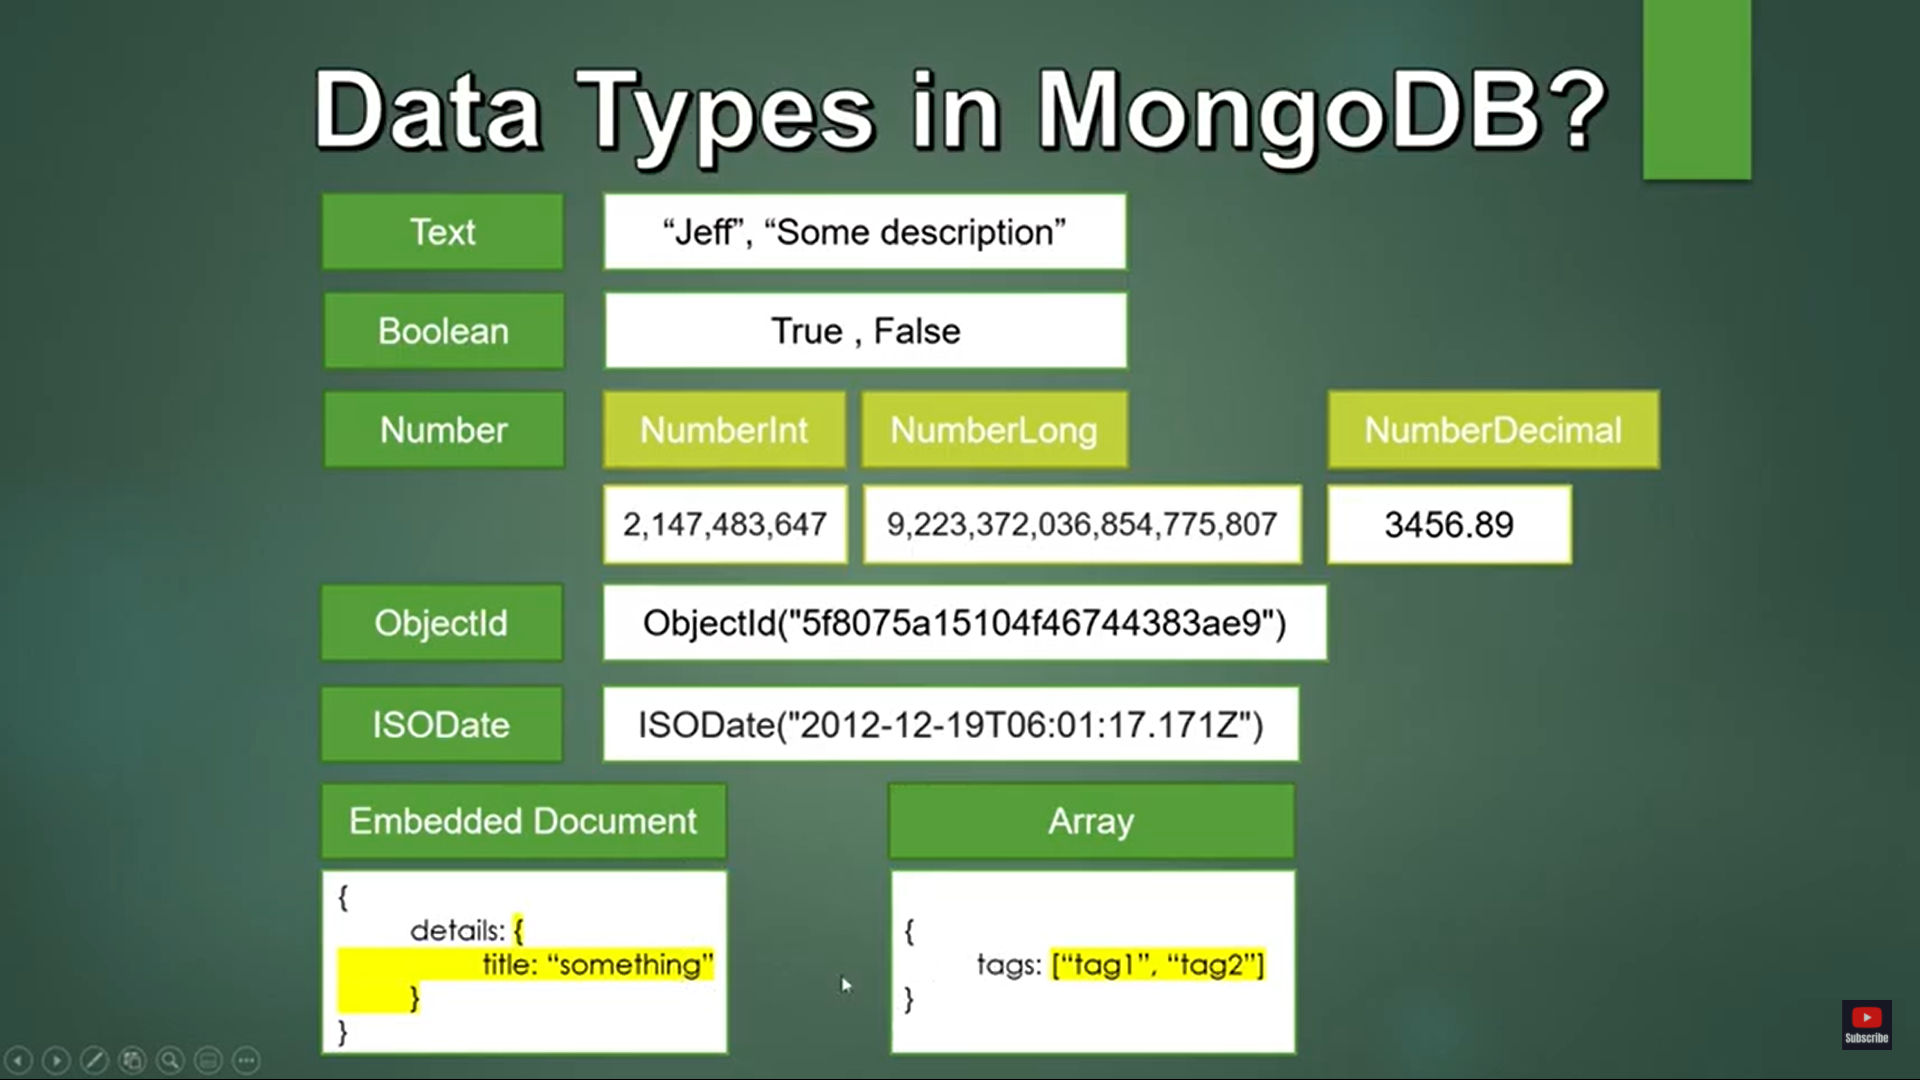 Data Types in MongoDB?
Text
“Jeff”, “Some description”
Boolean
True , False
Number
NumberInt
NumberLong
NumberDecimal
2,147,483,647
9,223,372,036,854,775,807
3456.89
ObjectId
ObjectId("5f8075a15104f46744383ae9")
ISODate
ISODate("2012-12-19T06:01:17.171Z")
Embedded Document
{
details: {
title: “something”
}
}
Array
{
tags: [“tag1”, “tag2”]
}
Subscribe